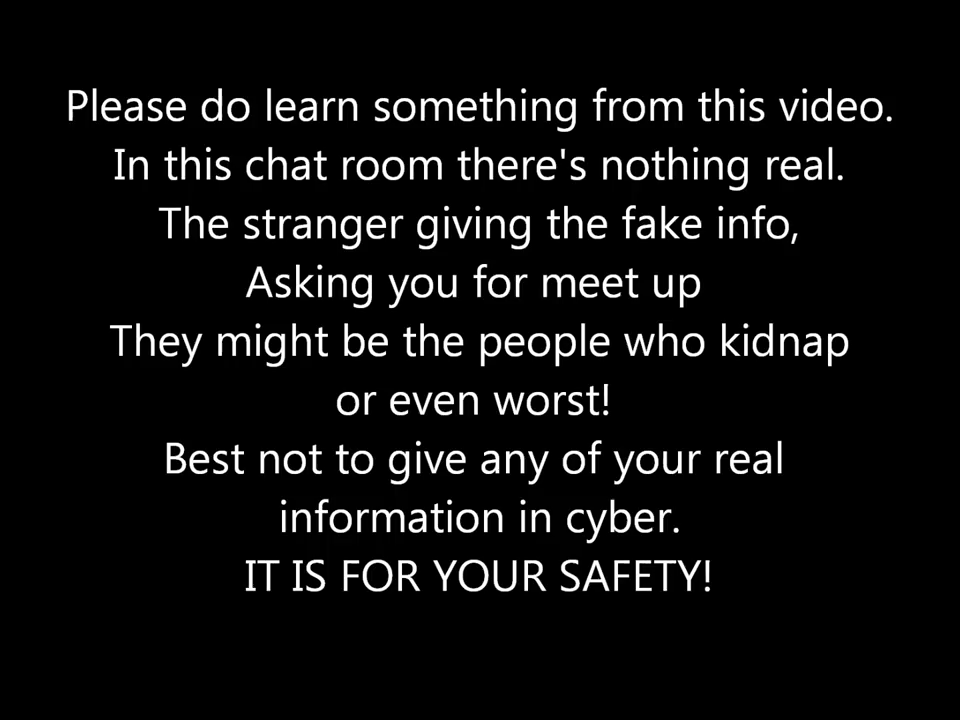 Please do learn something from this video.
In this chat room there's nothing real.
The stranger giving the fake info,
Asking you for meet up
They might be the people who kidnap
or even worst!
Best not to give any of your real
information in cyber.
IT IS FOR YOUR SAFETY!